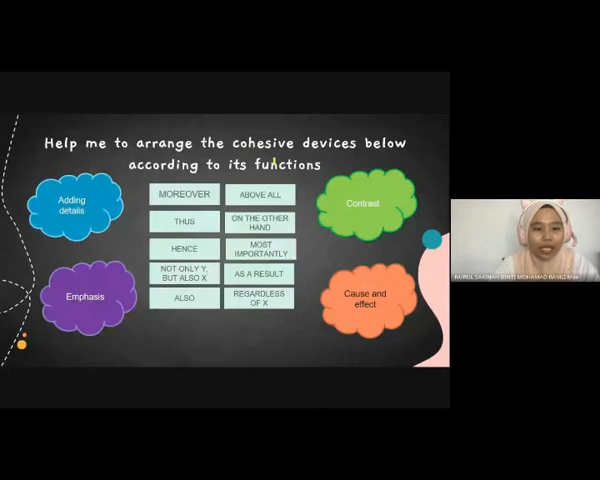 Help me to arrange the cohesive devices below
according to its functions
Adding
details
MOREOVER
ABOVE ALL
Contrast
THUS
ON THE OTHER
HAND
HENCE
MOST
IMPORTANTLY
Emphasis
NOT ONLY Y,
BUT ALSO X
AS A RESULT
Cause and
effect
ALSO
REGARDLESS
OF X
NURUL SAKINAH BINTI MOHAMAD RAMLI